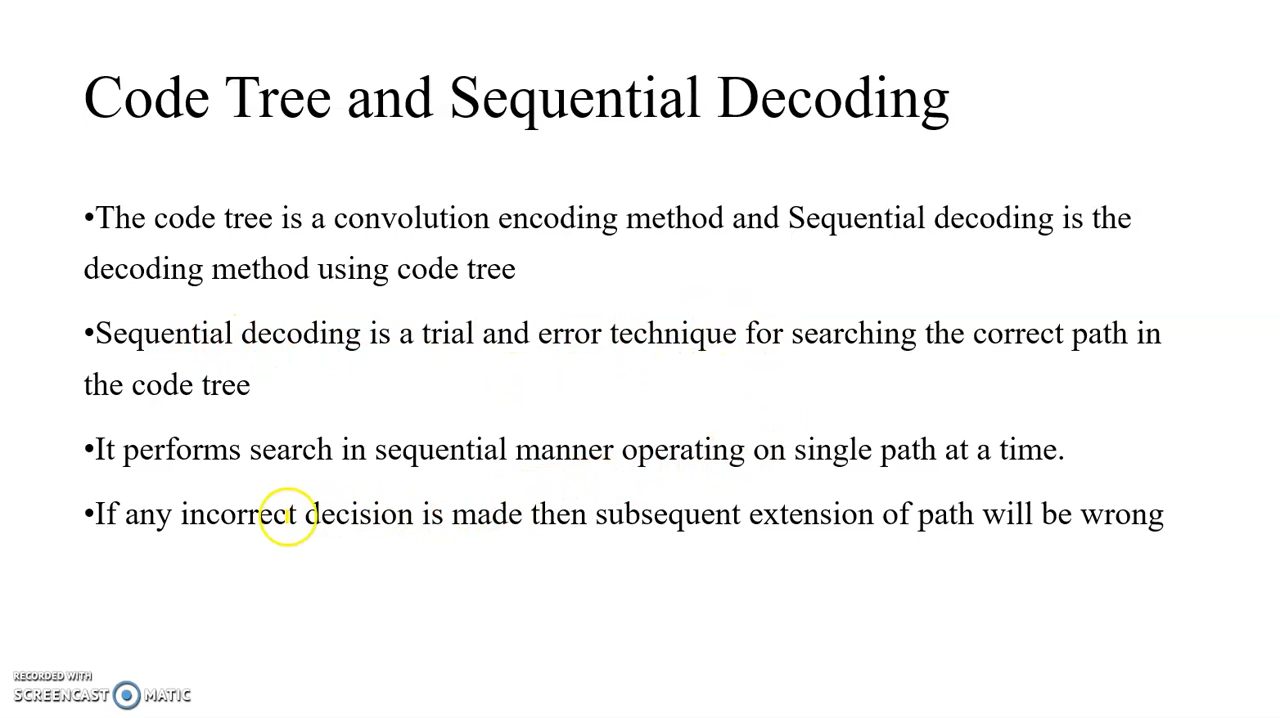 Code Tree and Sequential Decoding
•The code tree is a convolution encoding method and Sequential decoding is the
decoding method using code tree
•Sequential decoding is a trial and error technique for searching the correct path in
the code tree
•It performs search in sequential manner operating on single path at a time.
•If any incorrect decision is made then subsequent extension of path will be wrong
RECORDED WITH
SCREENCAST MATIC